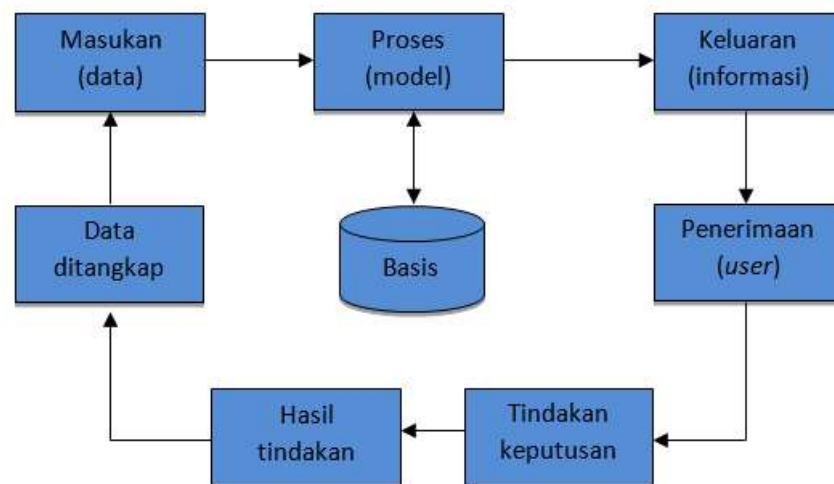 Masukan
(data)
Proses
(model)
Keluaran
(informasi)
Data
ditangkap
Basis
Penerimaan
(user)
Hasil
tindakan
Tindakan
keputusan